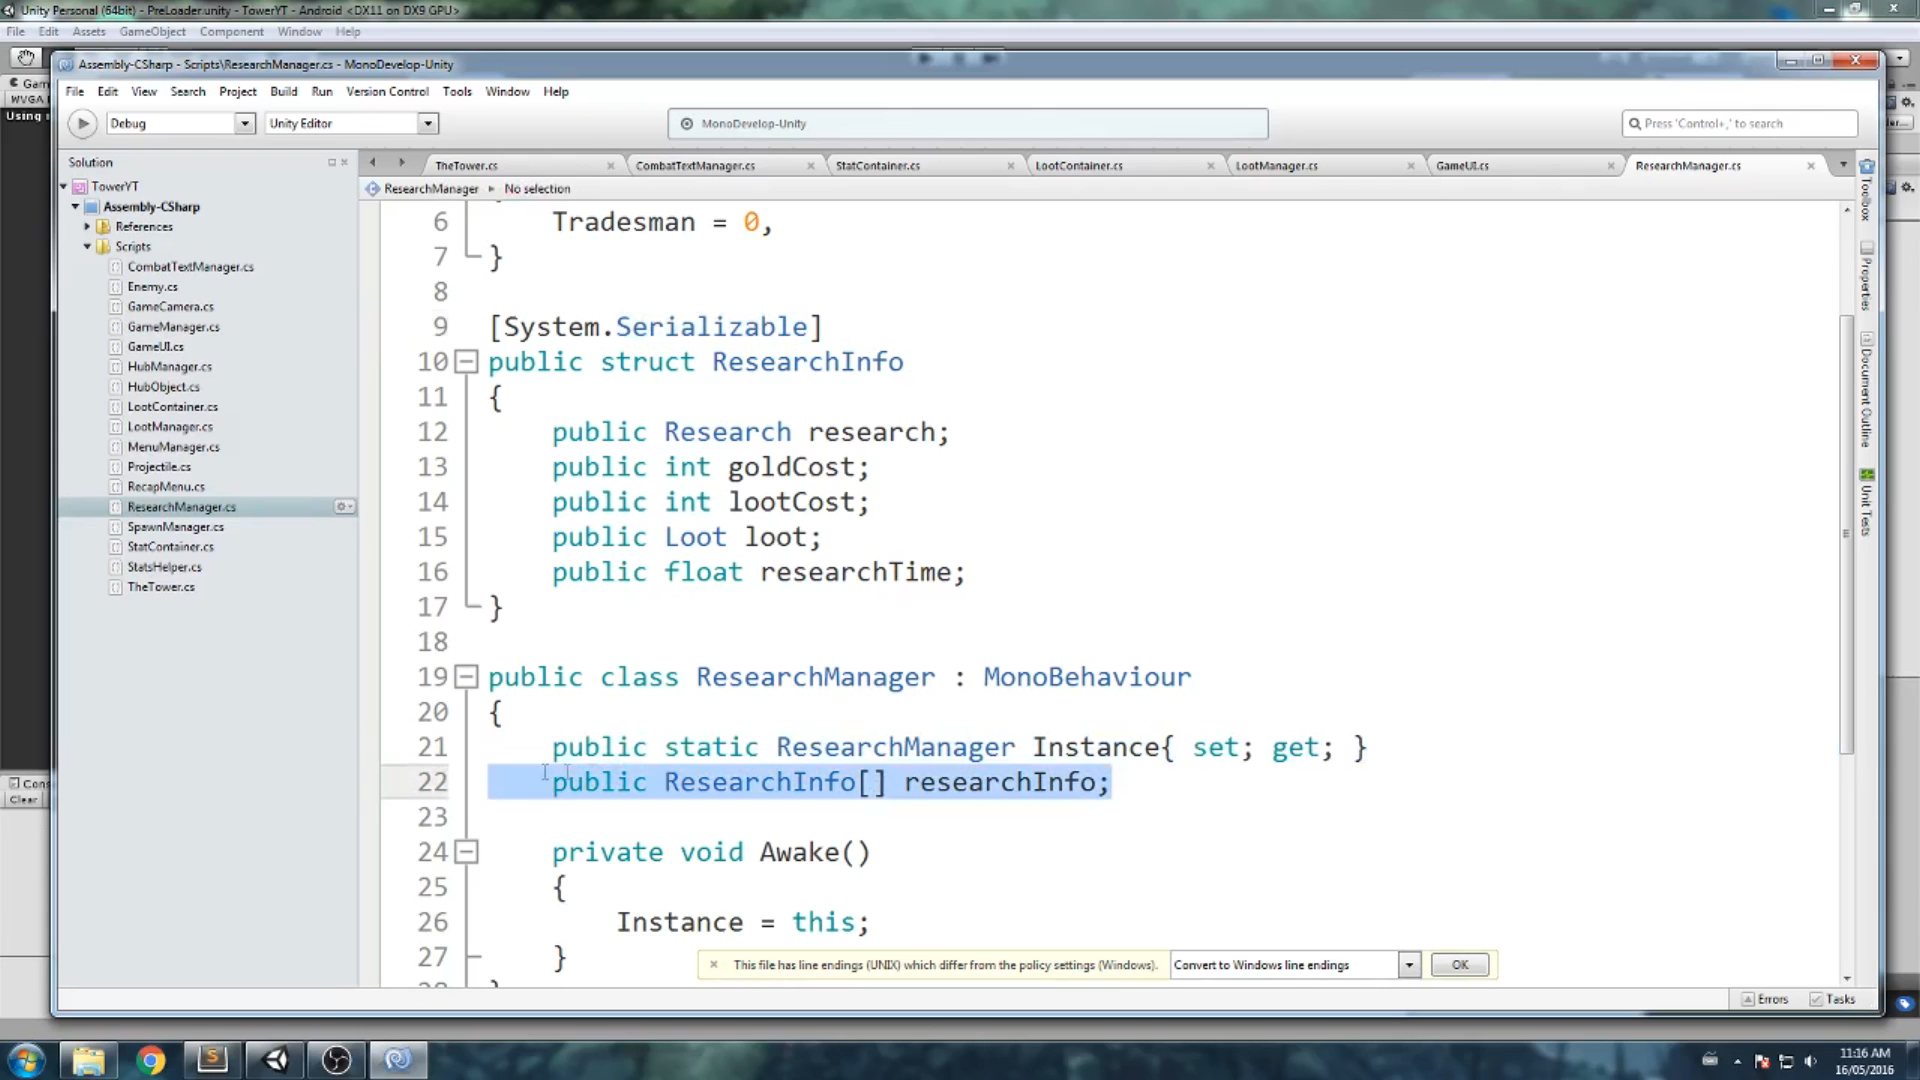 Unity Personal (64bit) - PreLoader.unity - TowerYT - Android <DX11 on DX9 GPU>
File Edit Assets GameObject Component Window Help
Assembly-CSharp - Scripts\ResearchManager.cs - MonoDevelop-Unity
File Edit View Search Project Build Run Version Control Tools Window Help
Debug Unity Editor MonoDevelop-Unity Press 'Control+,' to search
Solution
TheTower.cs CombatTextManager.cs StatContainer.cs LootContainer.cs LootManager.cs GameUI.cs ResearchManager.cs
ResearchManager No selection
TowerYT
Assembly-CSharp
References
Scripts
CombatTextManager.cs
Enemy.cs
GameCamera.cs
GameManager.cs
GameUI.cs
HubManager.cs
HubObject.cs
LootContainer.cs
LootManager.cs
MenuManager.cs
Projectile.cs
RecapMenu.cs
ResearchManager.cs
SpawnManager.cs
StatContainer.cs
StatsHelper.cs
TheTower.cs
6 Tradesman = 0,
7 }
8
9 [System.Serializable]
10 public struct ResearchInfo
11 {
12 public Research research;
13 public int goldCost;
14 public int lootCost;
15 public Loot loot;
16 public float researchTime;
17 }
18
19 public class ResearchManager : MonoBehaviour
20 {
21 public static ResearchManager Instance{ set; get; }
22 public ResearchInfo[] researchInfo;
23
24 private void Awake()
25 {
26 Instance = this;
27 }
This file has line endings (UNIX) which differ from the policy settings (Windows). Convert to Windows line endings OK
Toolbox
Properties
Document Outline
Unit Tests
Errors Tasks
WVGA
Clear
11:16 AM
16/05/2016